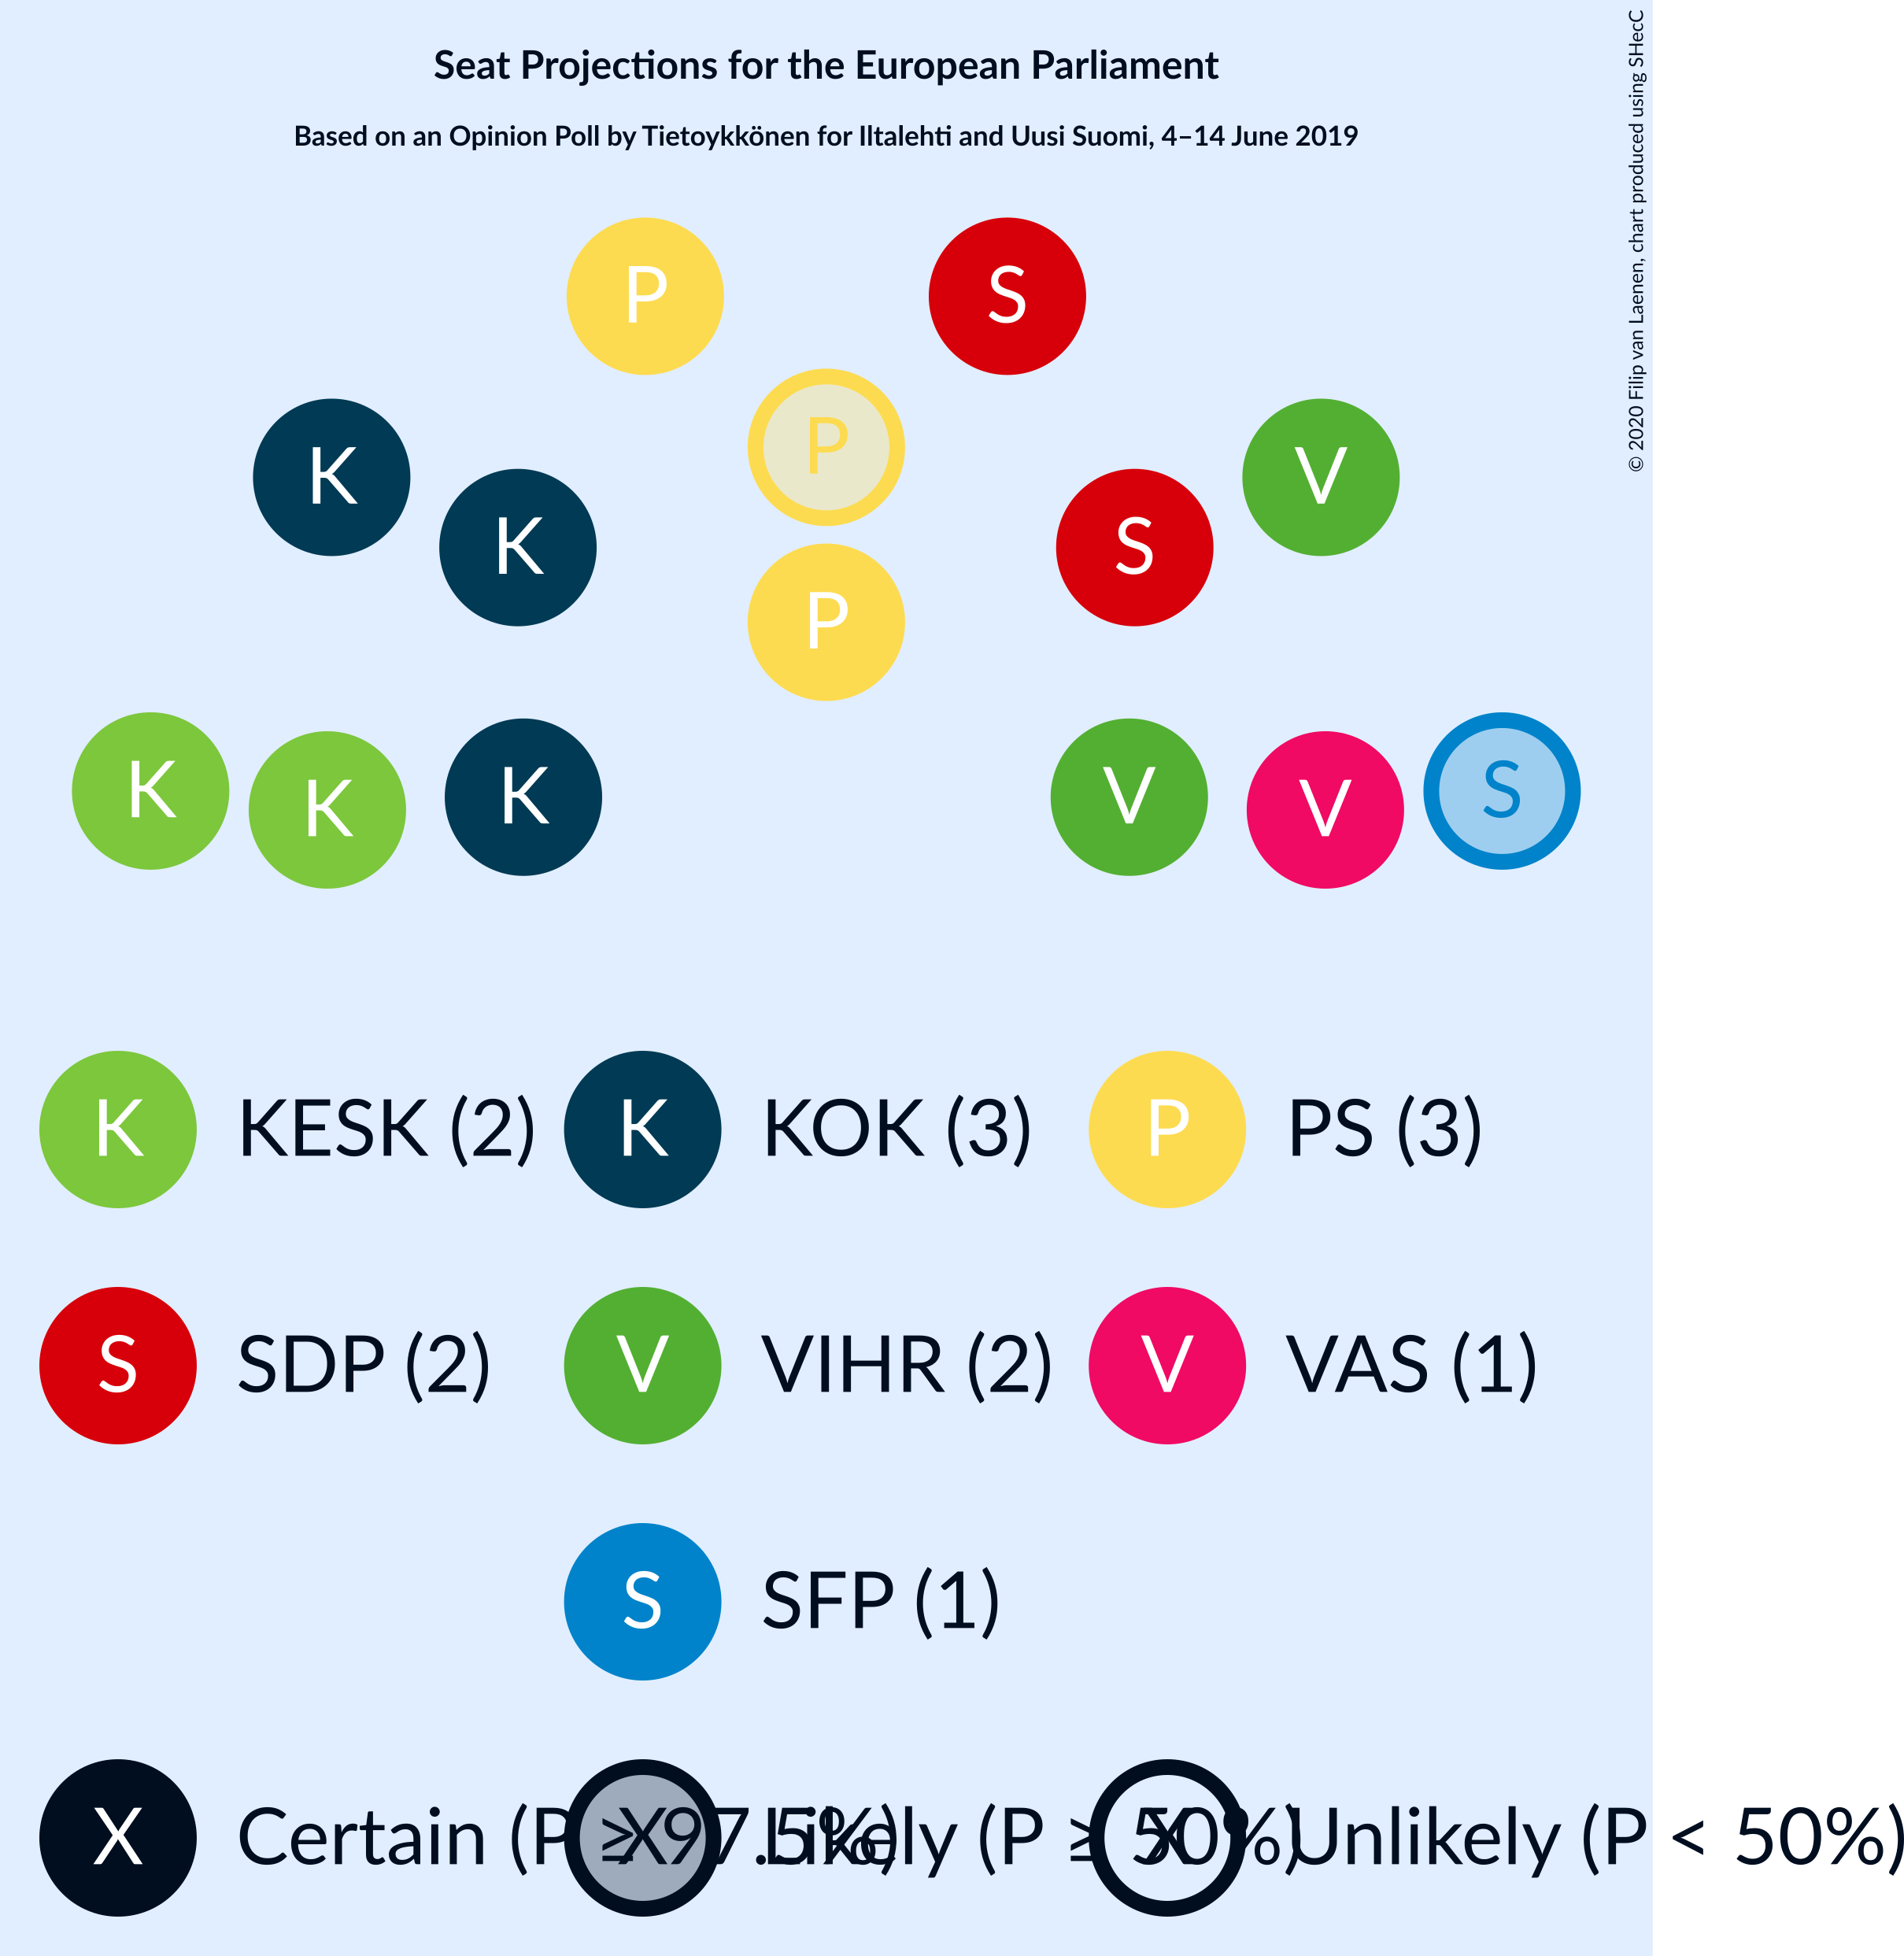 Seat Projections for the European Parliament
Based on an Opinion Poll by Tietoykkönen for Iltalehti and Uusi Suomi, 4–14 June 2019
© 2020 Filip van Laenen, chart produced using SHecC
P S
K P V
K S
P
K K K V V S
V
K KESK (2) K KOK (3) P PS (3)
S SDP (2) V VIHR (2) V VAS (1)
S SFP (1)
X Certain (P ≥ 97.5%) X Likely (P ≥ 50%) X Unlikely (P < 50%)